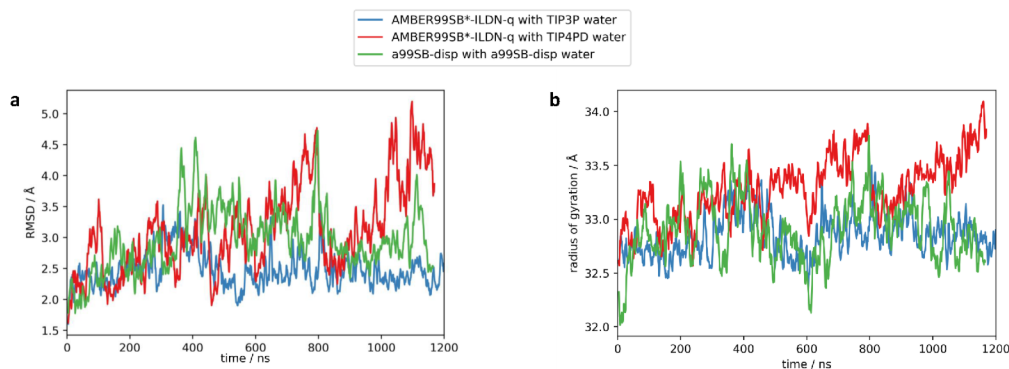 AMBER99SB*-ILDN-q with TIP3P water
AMBER99SB*-ILDN-q with TIP4PD water
a99SB-disp with a99SB-disp water
a
RMSD / Å
5.0
4.5
4.0
3.5
3.0
2.5
2.0
1.5
0 200 400 600 800 1000 1200
time / ns
b
radius of gyration / Å
34.0
33.5
33.0
32.5
32.0
0 200 400 600 800 1000 1200
time / ns